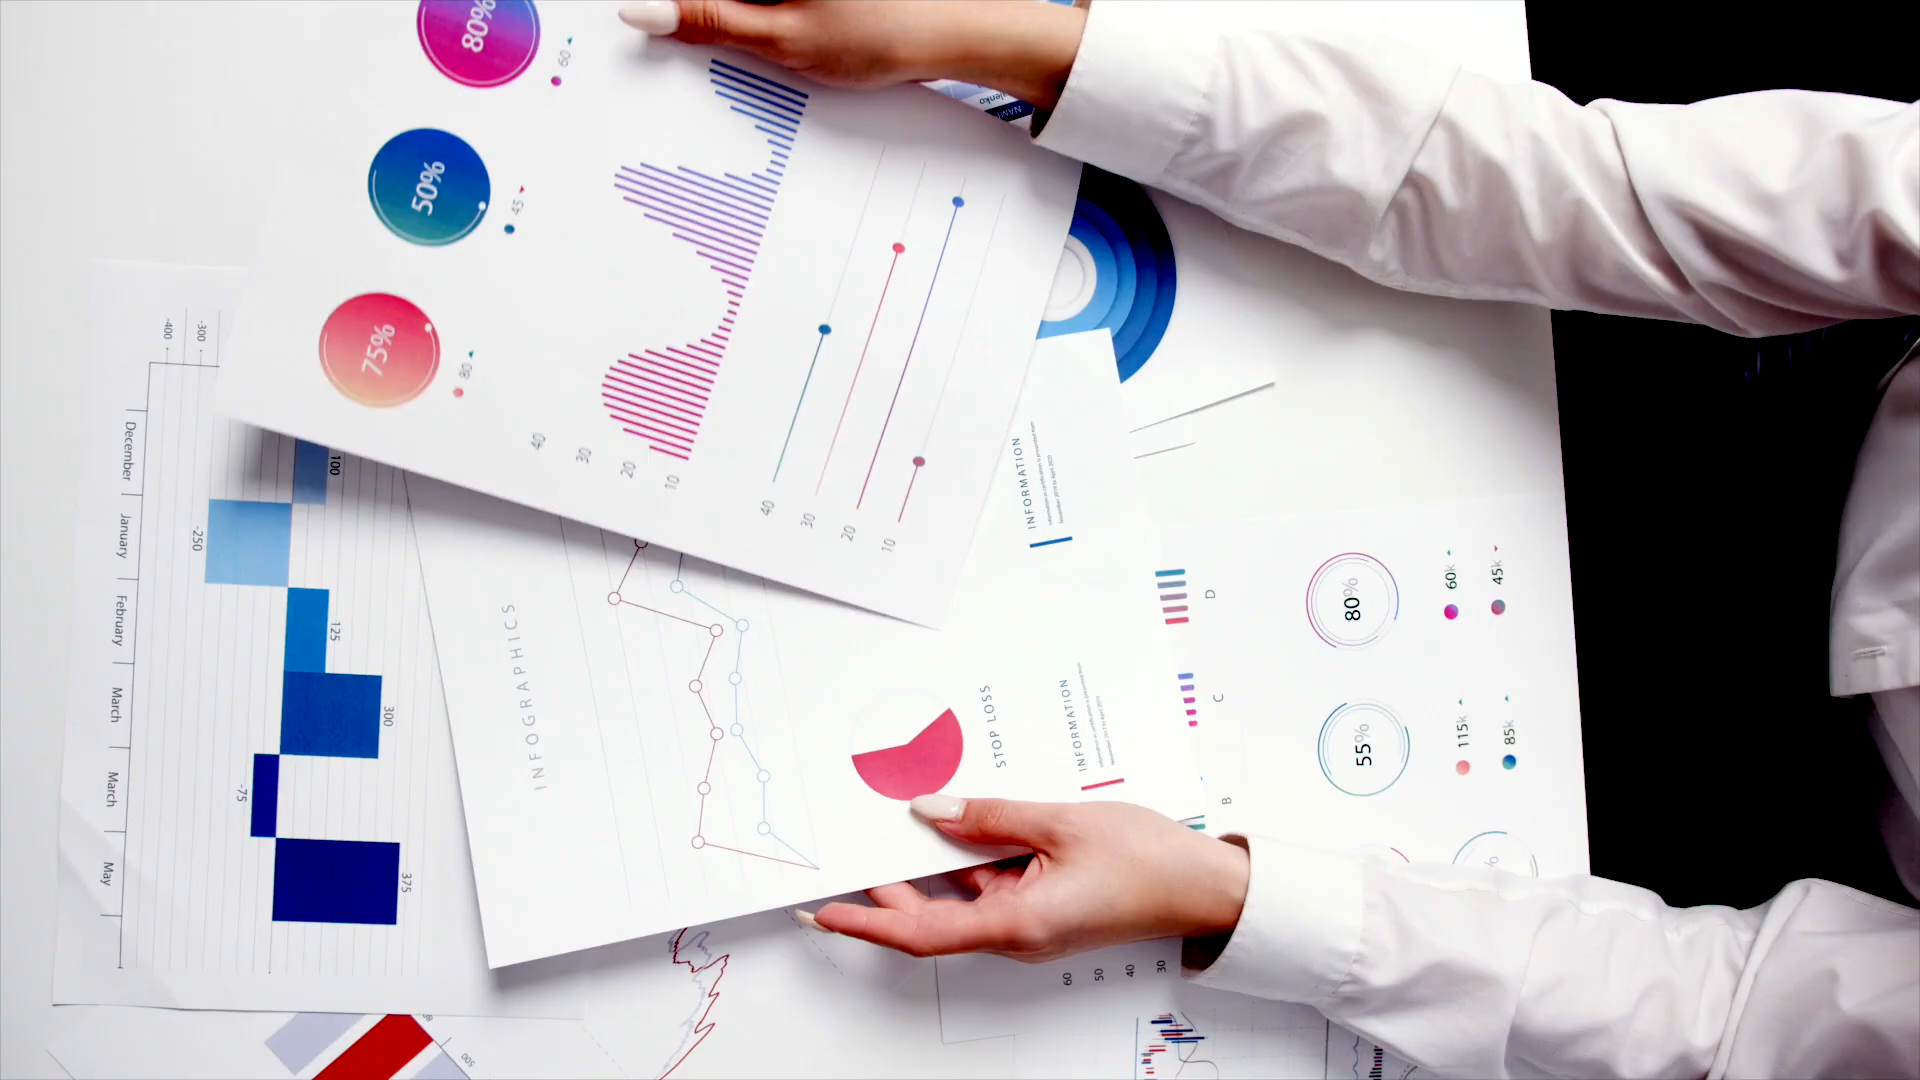 80%
60
50%
45
75%
80
40
30
20
10
40
30
20
10
-400
-300
December
January
February
March
March
May
100
-250
125
300
-75
375
INFOGRAPHICS
STOP LOSS
INFORMATION
INFORMATION
D
C
B
80%
60k
45k
55%
115k
85k
%
60
50
40
30
500